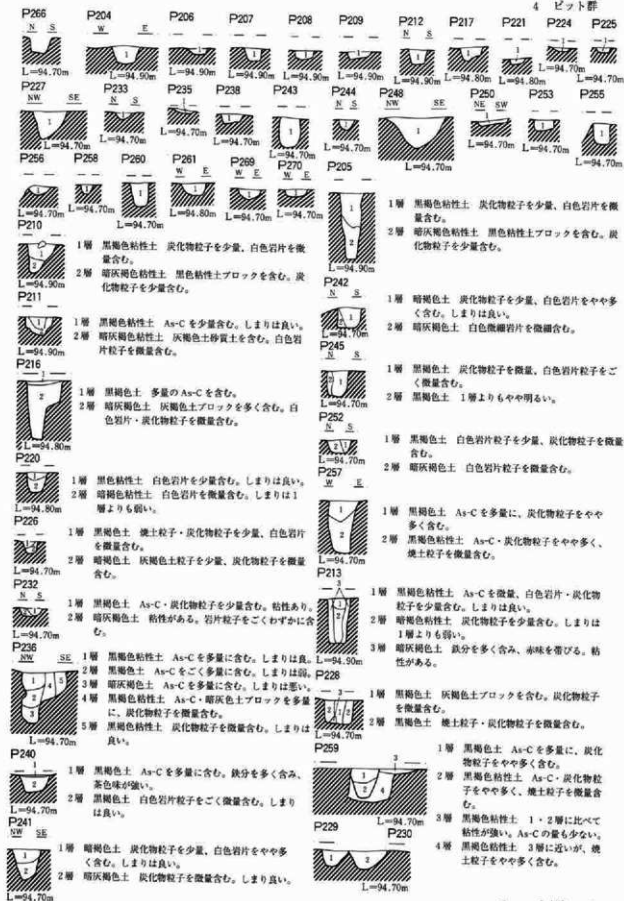 4 ピット群
P266 P204 P206 P207 P208 P209 P212 P217 P221 P224 P225
N S W E N S
L=94.70m L=94.90m L=94.90m L=94.90m L=94.90m L=94.90m L=94.90m L=94.80m L=94.80m L=94.70m L=94.70m
P227 P233 P235 P238 P243 P244 P248 P250 P253 P255
NW SE N S N S NW SE NE SW
L=94.70m L=94.70m L=94.70m L=94.70m L=94.70m L=94.70m L=94.70m L=94.70m L=94.70m L=94.70m
P256 P258 P260 P261 P269 P270 P205
W E W E W E
L=94.70m L=94.70m L=94.70m L=94.80m L=94.70m L=94.70m
1層 黒褐色粘性土 炭化物粒子を少量、白色岩片を微
量含む。
2層 暗灰褐色粘性土 黒色粘性土ブロックを含む。炭
化物粒子を少量含む。
L=94.90m
P210
1層 黒褐色粘性土 炭化物粒子を少量、白色岩片を微
量含む。
2層 暗灰褐色粘性土 黒色粘性土ブロックを含む。炭
化物粒子を少量含む。
L=94.90m
P211
1層 黒褐色粘性土 As-Cを少量含む。しまりは良い。
2層 暗灰褐色粘性土 灰褐色土砂質土を含む。白色岩
片粒子を微量含む。
L=94.90m
P216
1層 黒褐色土 多量のAs-Cを含む。
2層 暗灰褐色土 灰褐色土ブロックを多く含む。白
色岩片・炭化物粒子を微量含む。
L=94.80m
P220
1層 黒色粘性土 白色岩片を少量含む。しまりは良い。
2層 暗褐色粘性土 白色岩片を微量含む。しまりは1
層よりも弱い。
L=94.80m
P226
1層 黒褐色土 焼土粒子・炭化物粒子を少量、白色岩片
を微量含む。
2層 暗褐色土 灰褐色土粒子を少量、炭化物粒子を微量
含む。
L=94.70m
P232
N S
1層 黒褐色土 As-C・炭化物粒子を少量含む。粘性あり。
2層 暗灰褐色土 粘性がある。岩片粒子をごくわずかに含
む。
L=94.70m
P236
NW SE
1層 黒褐色粘性土 As-Cを多量に含む。しまりは良。
2層 黒褐色土 As-Cをごく多量に含む。しまりは弱。
3層 暗灰褐色土 As-Cを多量に含む。しまりは悪い。
4層 黒褐色粘性土 As-C・暗灰色土ブロックを多量
に、炭化物粒子を微量含む。
5層 黒褐色粘性土 炭化物粒子を微量含む。しまりは
良い。
L=94.70m
P240
1層 黒褐色土 As-Cを多量に含む。鉄分を多く含み、
茶色味が強い。
2層 黒褐色土 白色岩片粒子をごく微量含む。しまり
は良い。
L=94.70m
P241
NW SE
1層 暗褐色土 炭化物粒子を少量、白色岩片をやや多
く含む。しまりは良い。
2層 暗灰褐色土 炭化物粒子を微量含む。しまり良い。
L=94.70m
P242
N S
1層 暗褐色土 炭化物粒子を少量、白色岩片をやや多
く含む。しまりは良い。
2層 暗灰褐色土 白色微細岩片を微細含む。
L=94.70m
P245
N S
1層 黒褐色土 炭化物粒子を微量、白色岩片粒子をご
く微量含む。
2層 黒褐色土 1層よりもやや明るい。
L=94.70m
P252
N S
1層 黒褐色土 白色岩片粒子を少量、炭化物粒子を微量
含む。
2層 暗灰褐色土 白色岩片粒子を微量含む。
L=94.70m
P257
W E
1層 黒褐色土 As-Cを多量に、炭化物粒子をやや
多く含む。
2層 黒褐色粘性土 As-C・炭化物粒子をやや多く、
焼土粒子を微量含む。
L=94.70m
P213
1層 黒褐色粘性土 As-Cを微量、白色岩片・炭化物
粒子を少量含む。しまりは良い。
2層 暗褐色粘性土 炭化物粒子を少量含む。しまりは
1層よりも弱い。
3層 暗褐色土 鉄分を多く含み、赤味を帯びる。粘
性がある。
L=94.90m
P228
1層 黒褐色土 灰褐色土ブロックを含む。炭化物粒子
を微量含む。
2層 黒褐色土 焼土粒子・炭化物粒子を微量含む。
L=94.70m
P259
1層 黒褐色土 As-Cを多量に、炭化
物粒子をやや多く含む。
2層 黒褐色粘性土 As-C・炭化物粒
子をやや多く、焼土粒子を微量含
む。
3層 黒褐色粘性土 1・2層に比べて
粘性が強い。As-Cの量も少ない。
4層 黒褐色粘性土 3層に近いが、焼
土粒子をやや多く含む。
L=94.70m
P229 P230
L=94.70m